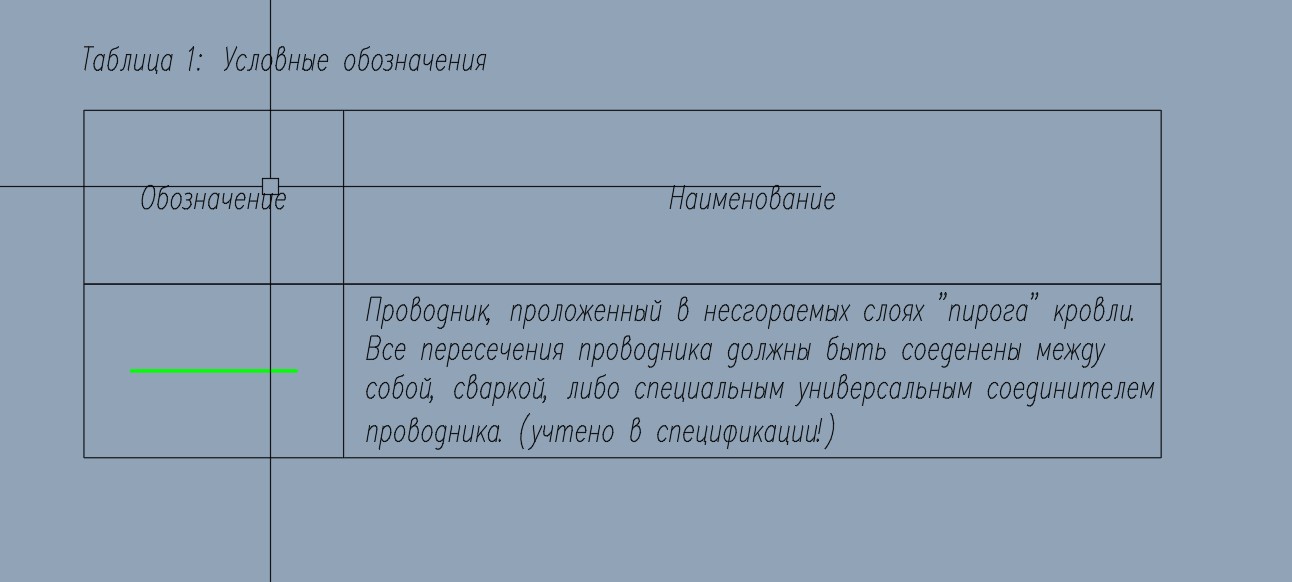 Таблица 1: Условные обозначения
Обозначение Наименование
Проводник, проложенный в несгораемых слоях "пирога" кровли.
Все пересечения проводника должны быть соеденены между
собой, сваркой, либо специальным универсальным соединителем
проводника. (учтено в спецификации!)